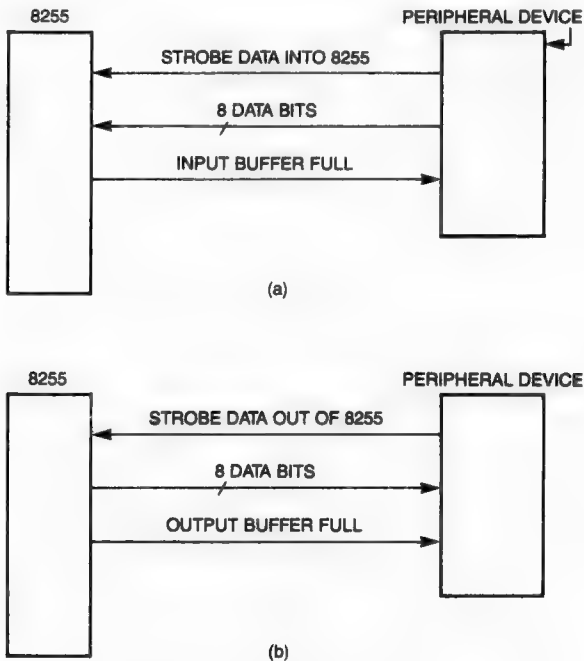 8255
PERIPHERAL DEVICE
STROBE DATA INTO 8255
8 DATA BITS
INPUT BUFFER FULL
(a)
8255
PERIPHERAL DEVICE
STROBE DATA OUT OF 8255
8 DATA BITS
OUTPUT BUFFER FULL
(b)